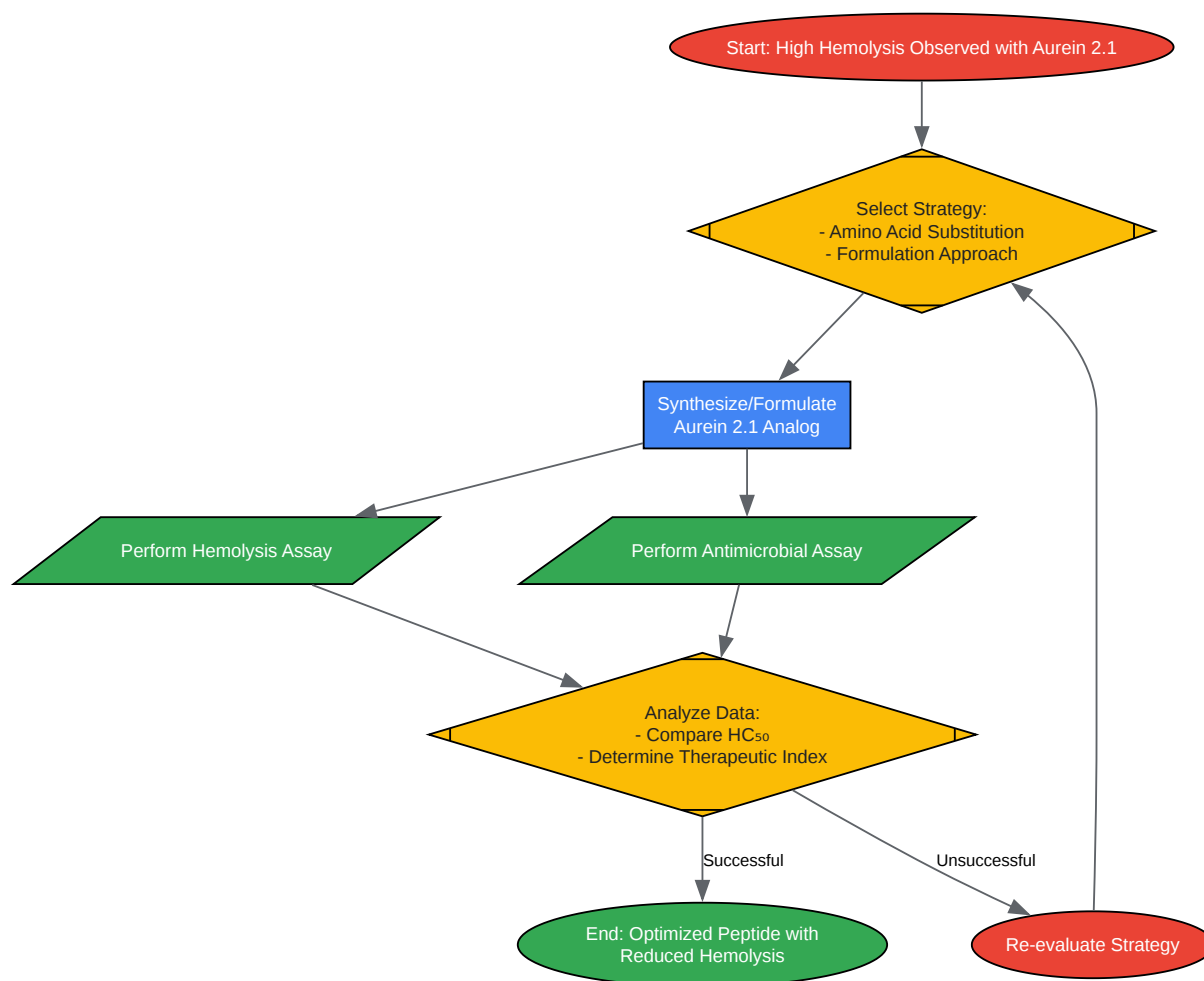 Start: High Hemolysis Observed with Aurein 2.1
Select Strategy:
- Amino Acid Substitution
- Formulation Approach
Synthesize/Formulate
Aurein 2.1 Analog
Perform Hemolysis Assay
Perform Antimicrobial Assay
Analyze Data:
- Compare HC₅₀
- Determine Therapeutic Index
Successful
Unsuccessful
End: Optimized Peptide with
Reduced Hemolysis
Re-evaluate Strategy